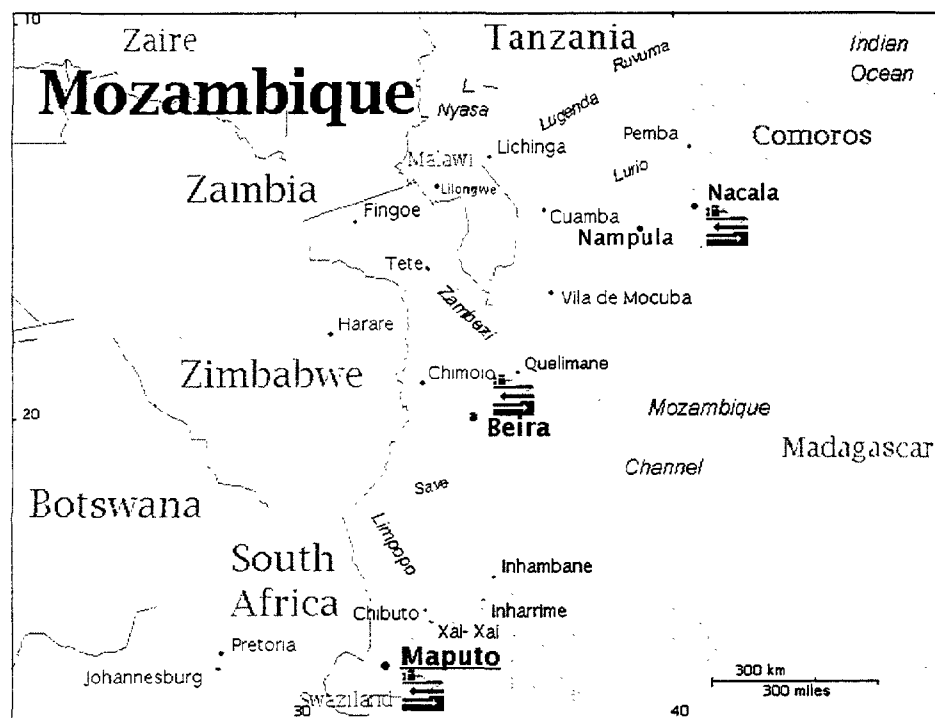 10
Zaire
Tanzania
Ruvuma
Indian
Ocean
Mozambique
L
Nyasa
Lugenda
Pemba
Comoros
Lichinga
Malawi
Lurio
Zambia
Lilongwe
Nacala
Fingoe
Cuamba
Nampula
Tete
Zambezi
Vila de Mocuba
Harare
Zimbabwe
Chimoio
Quelimane
20
Beira
Mozambique
Channel
Madagascar
Save
Botswana
Limpopo
South
Africa
Inhambane
Chibuto
Inharrime
Xai-Xai
Pretoria
Maputo
Johannesburg
Swaziland
300 km
300 miles
30
40